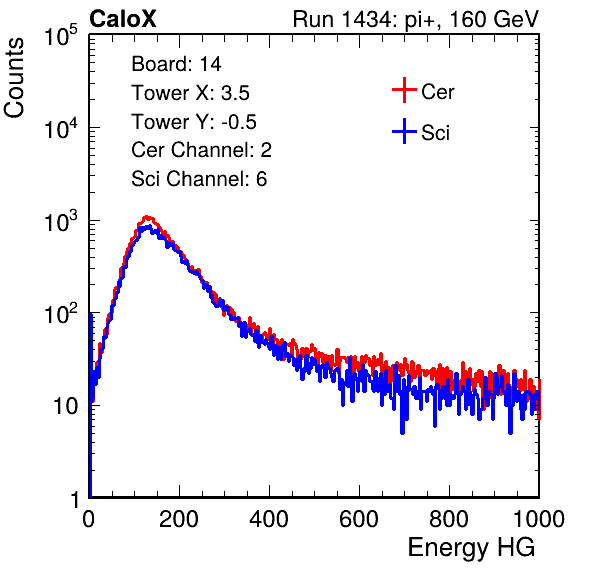 CaloX Run 1434: pi+, 160 GeV
Counts
10^5
10^4
10^3
10^2
10
1
Board: 14
Tower X: 3.5
Tower Y: -0.5
Cer Channel: 2
Sci Channel: 6
Cer
Sci
0 200 400 600 800 1000
Energy HG